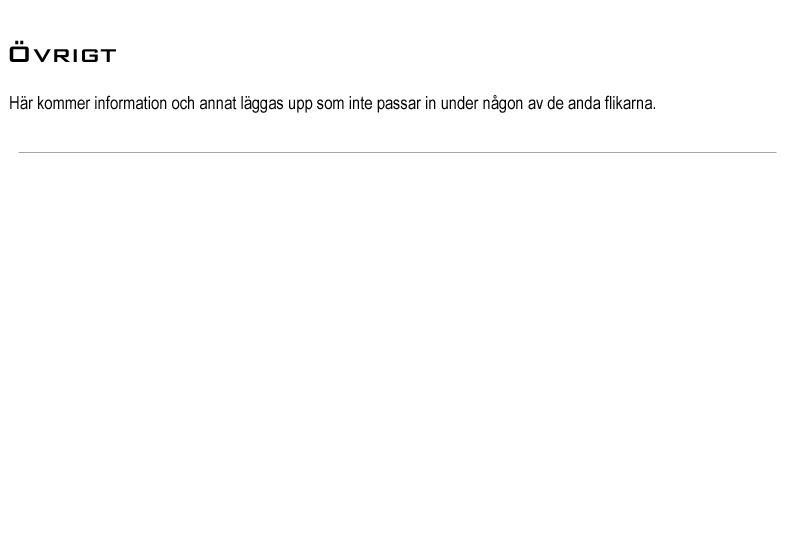 Övrigt
Här kommer information och annat läggas upp som inte passar in under någon av de anda flikarna.